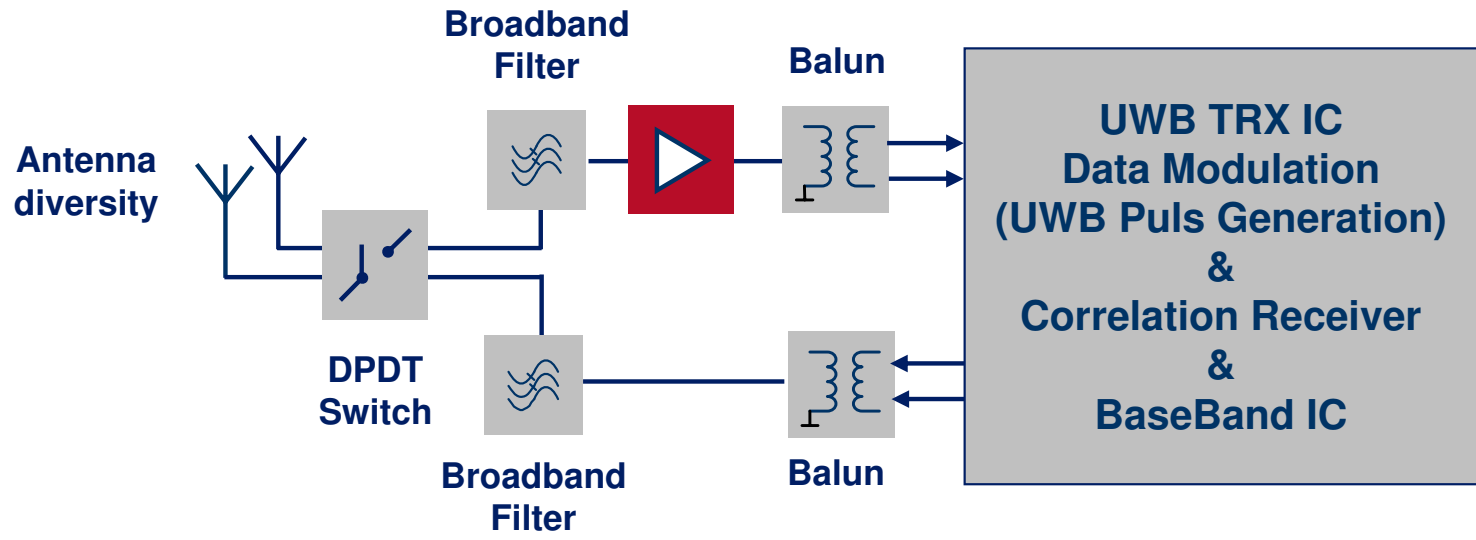 Broadband
Filter
Balun
Antenna
diversity
UWB TRX IC
Data Modulation
(UWB Puls Generation)
&
Correlation Receiver
&
BaseBand IC
DPDT
Switch
Broadband
Filter
Balun